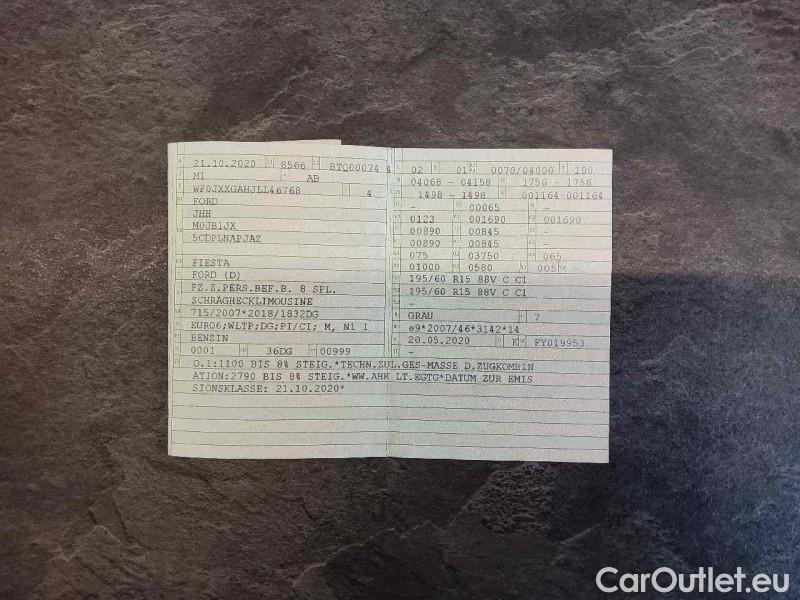 21.10.2020 8566 BTQ00074 4
M1 AB
WF0JXXGAHJLL46768 4
FORD
JHH
M0JB1JX
5CDPLNAPJAZ
FIESTA
FORD (D)
FZ.Z.PERS.BEF.B. 8 SPL.
SCHRÄGHECKLIMOUSINE
715/2007*2018/1832DG
EURO6;WLTP;DG;PI/CI; M, N1 I
BENZIN
0001 36DG 00999
02 01 0070/04000 180
04068 - 04158 1756 - 1756
1498 - 1498 001164-001164
- 00065 -
0123 001690 001690
00890 00845
00890 00845
075 03750 065
01000 0580 005 -
195/60 R15 88V C C1
195/60 R15 88V C C1
-
GRAU 7
e9*2007/46*3142*14
20.05.2020 K FY019953
-
O.1:1100 BIS 8% STEIG.*TECHN.ZUL.GES-MASSE D.ZUGKOMBIN
ATION:2790 BIS 8% STEIG.*WW.AHK LT.EGTG*DATUM ZUR EMIS
SIONSKLASSE: 21.10.2020*
CarOutlet.eu